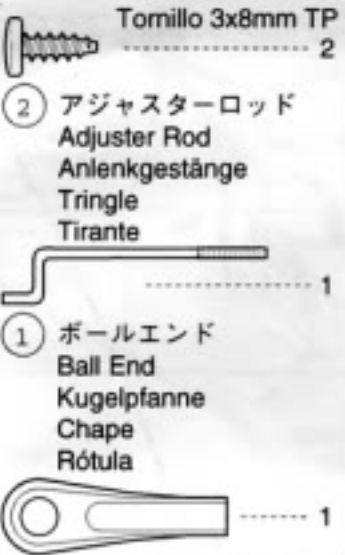 Tornillo 3x8mm TP
2
2 アジャスターロッド
Adjuster Rod
Anlenkgestänge
Tringle
Tirante
1
1 ボールエンド
Ball End
Kugelpfanne
Chape
Rótula
1